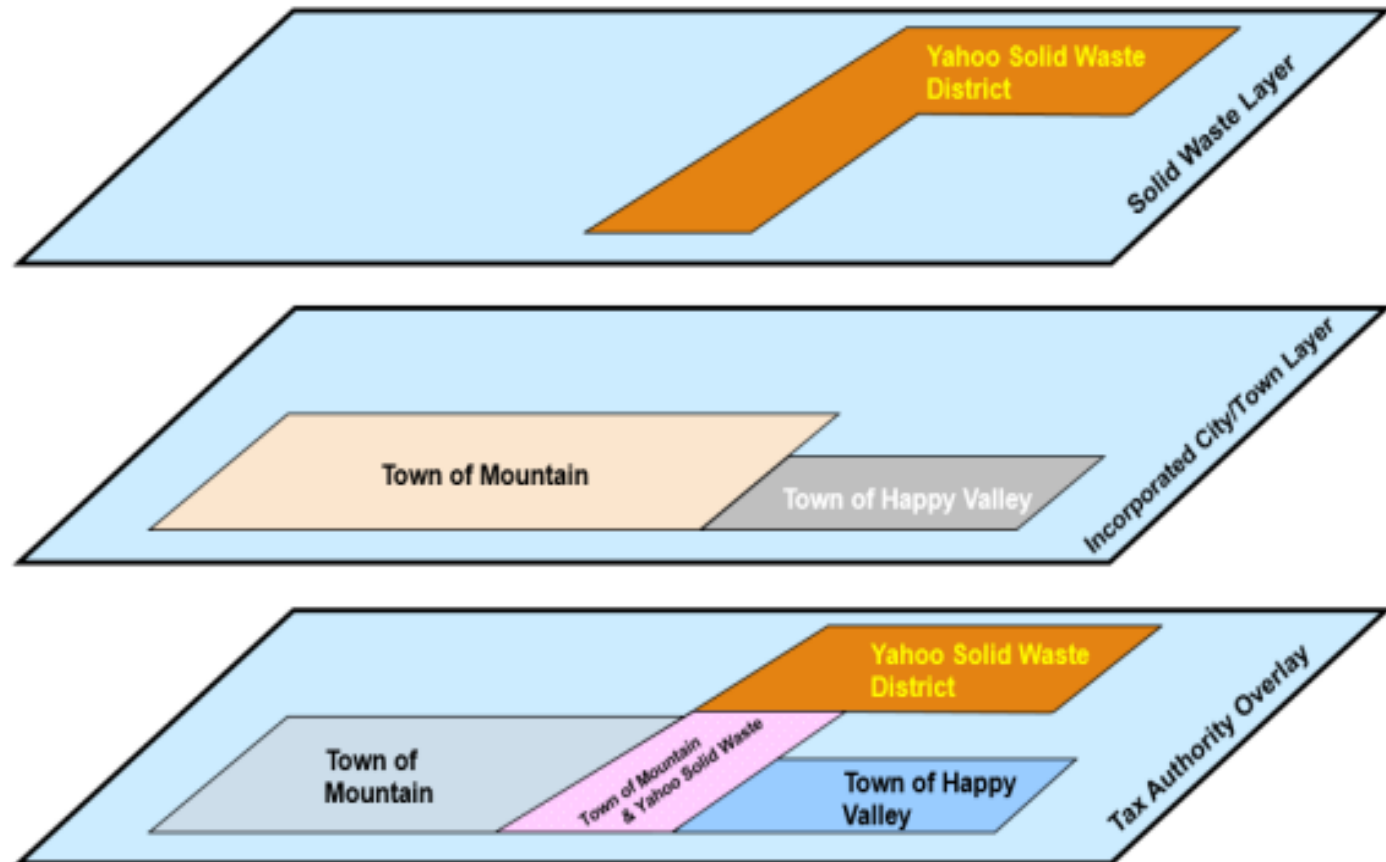 Yahoo Solid Waste
District
Solid Waste Layer
Town of Mountain
Town of Happy Valley
Incorporated City/Town Layer
Yahoo Solid Waste
District
Town of
Mountain
Town of Mountain
& Yahoo Solid Waste
Town of Happy
Valley
Tax Authority Overlay